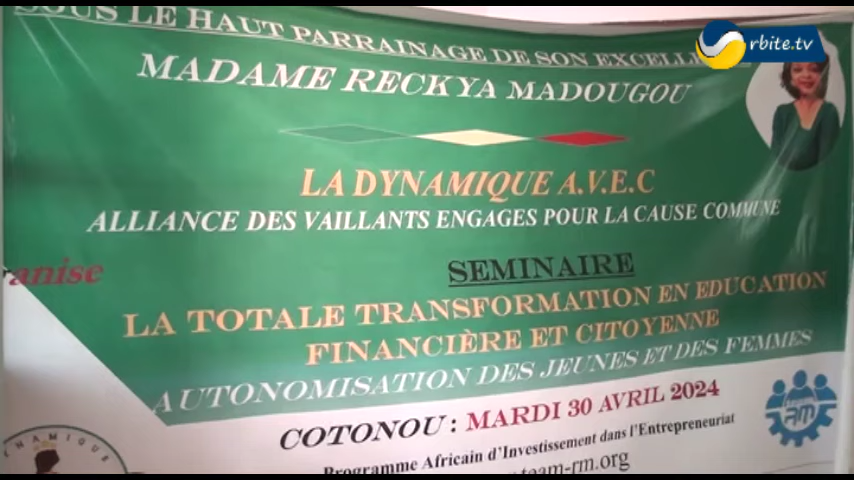 SOUS LE HAUT PARRAINAGE DE SON
rbite.tv
MADAME RECKYA MADOUGOU
LA DYNAMIQUE A.V.E.C
ALLIANCE DES VAILLANTS ENGAGES POUR LA CAUSE COMMUNE
anise
SEMINAIRE
LA TOTALE TRANSFORMATION EN EDUCATION
FINANCIÈRE ET CITOYENNE
AUTONOMISATION DES JEUNES ET DES FEMMES
COTONOU : MARDI 30 AVRIL 2024
Programme Africain d'Investissement dans l'Entrepreneuriat
team-rm.org